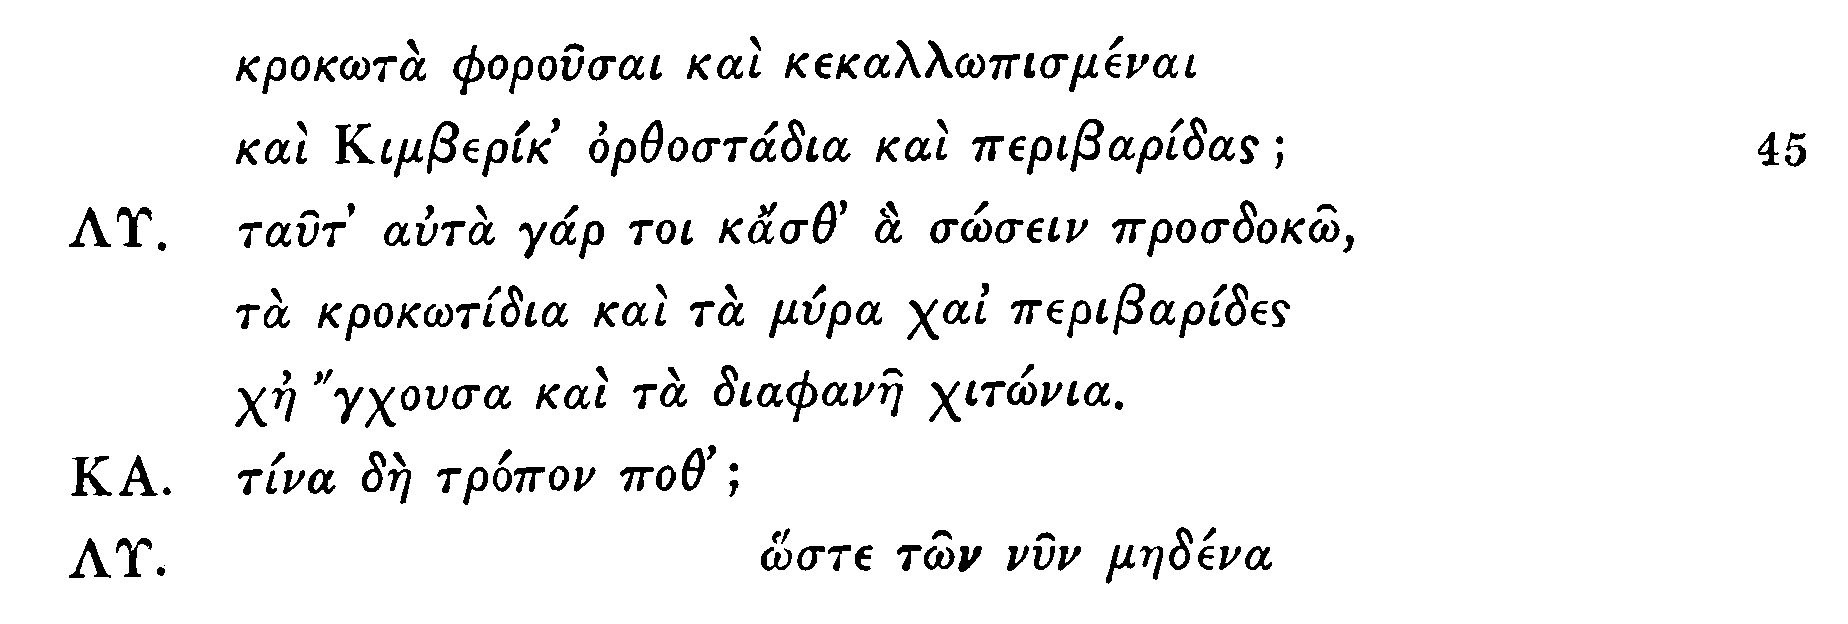 κροκωτὰ φοροῦσαι καὶ κεκαλλωπισμέναι
καὶ Κιμβερίκ’ ὀρθοστάδια καὶ περιβαρίδας; 45
ΛΥ. ταῦτ’ αὐτὰ γάρ τοι κἄσθ’ ἃ σώσειν προσδοκῶ,
τὰ κροκωτίδια καὶ τὰ μύρα χαἰ περιβαρίδες
χἠ ῎γχουσα καὶ τὰ διαφανῆ χιτώνια.
ΚΑ. τίνα δὴ τρόπον ποθ’;
ΛΥ. ὥστε τῶν νῦν μηδένα